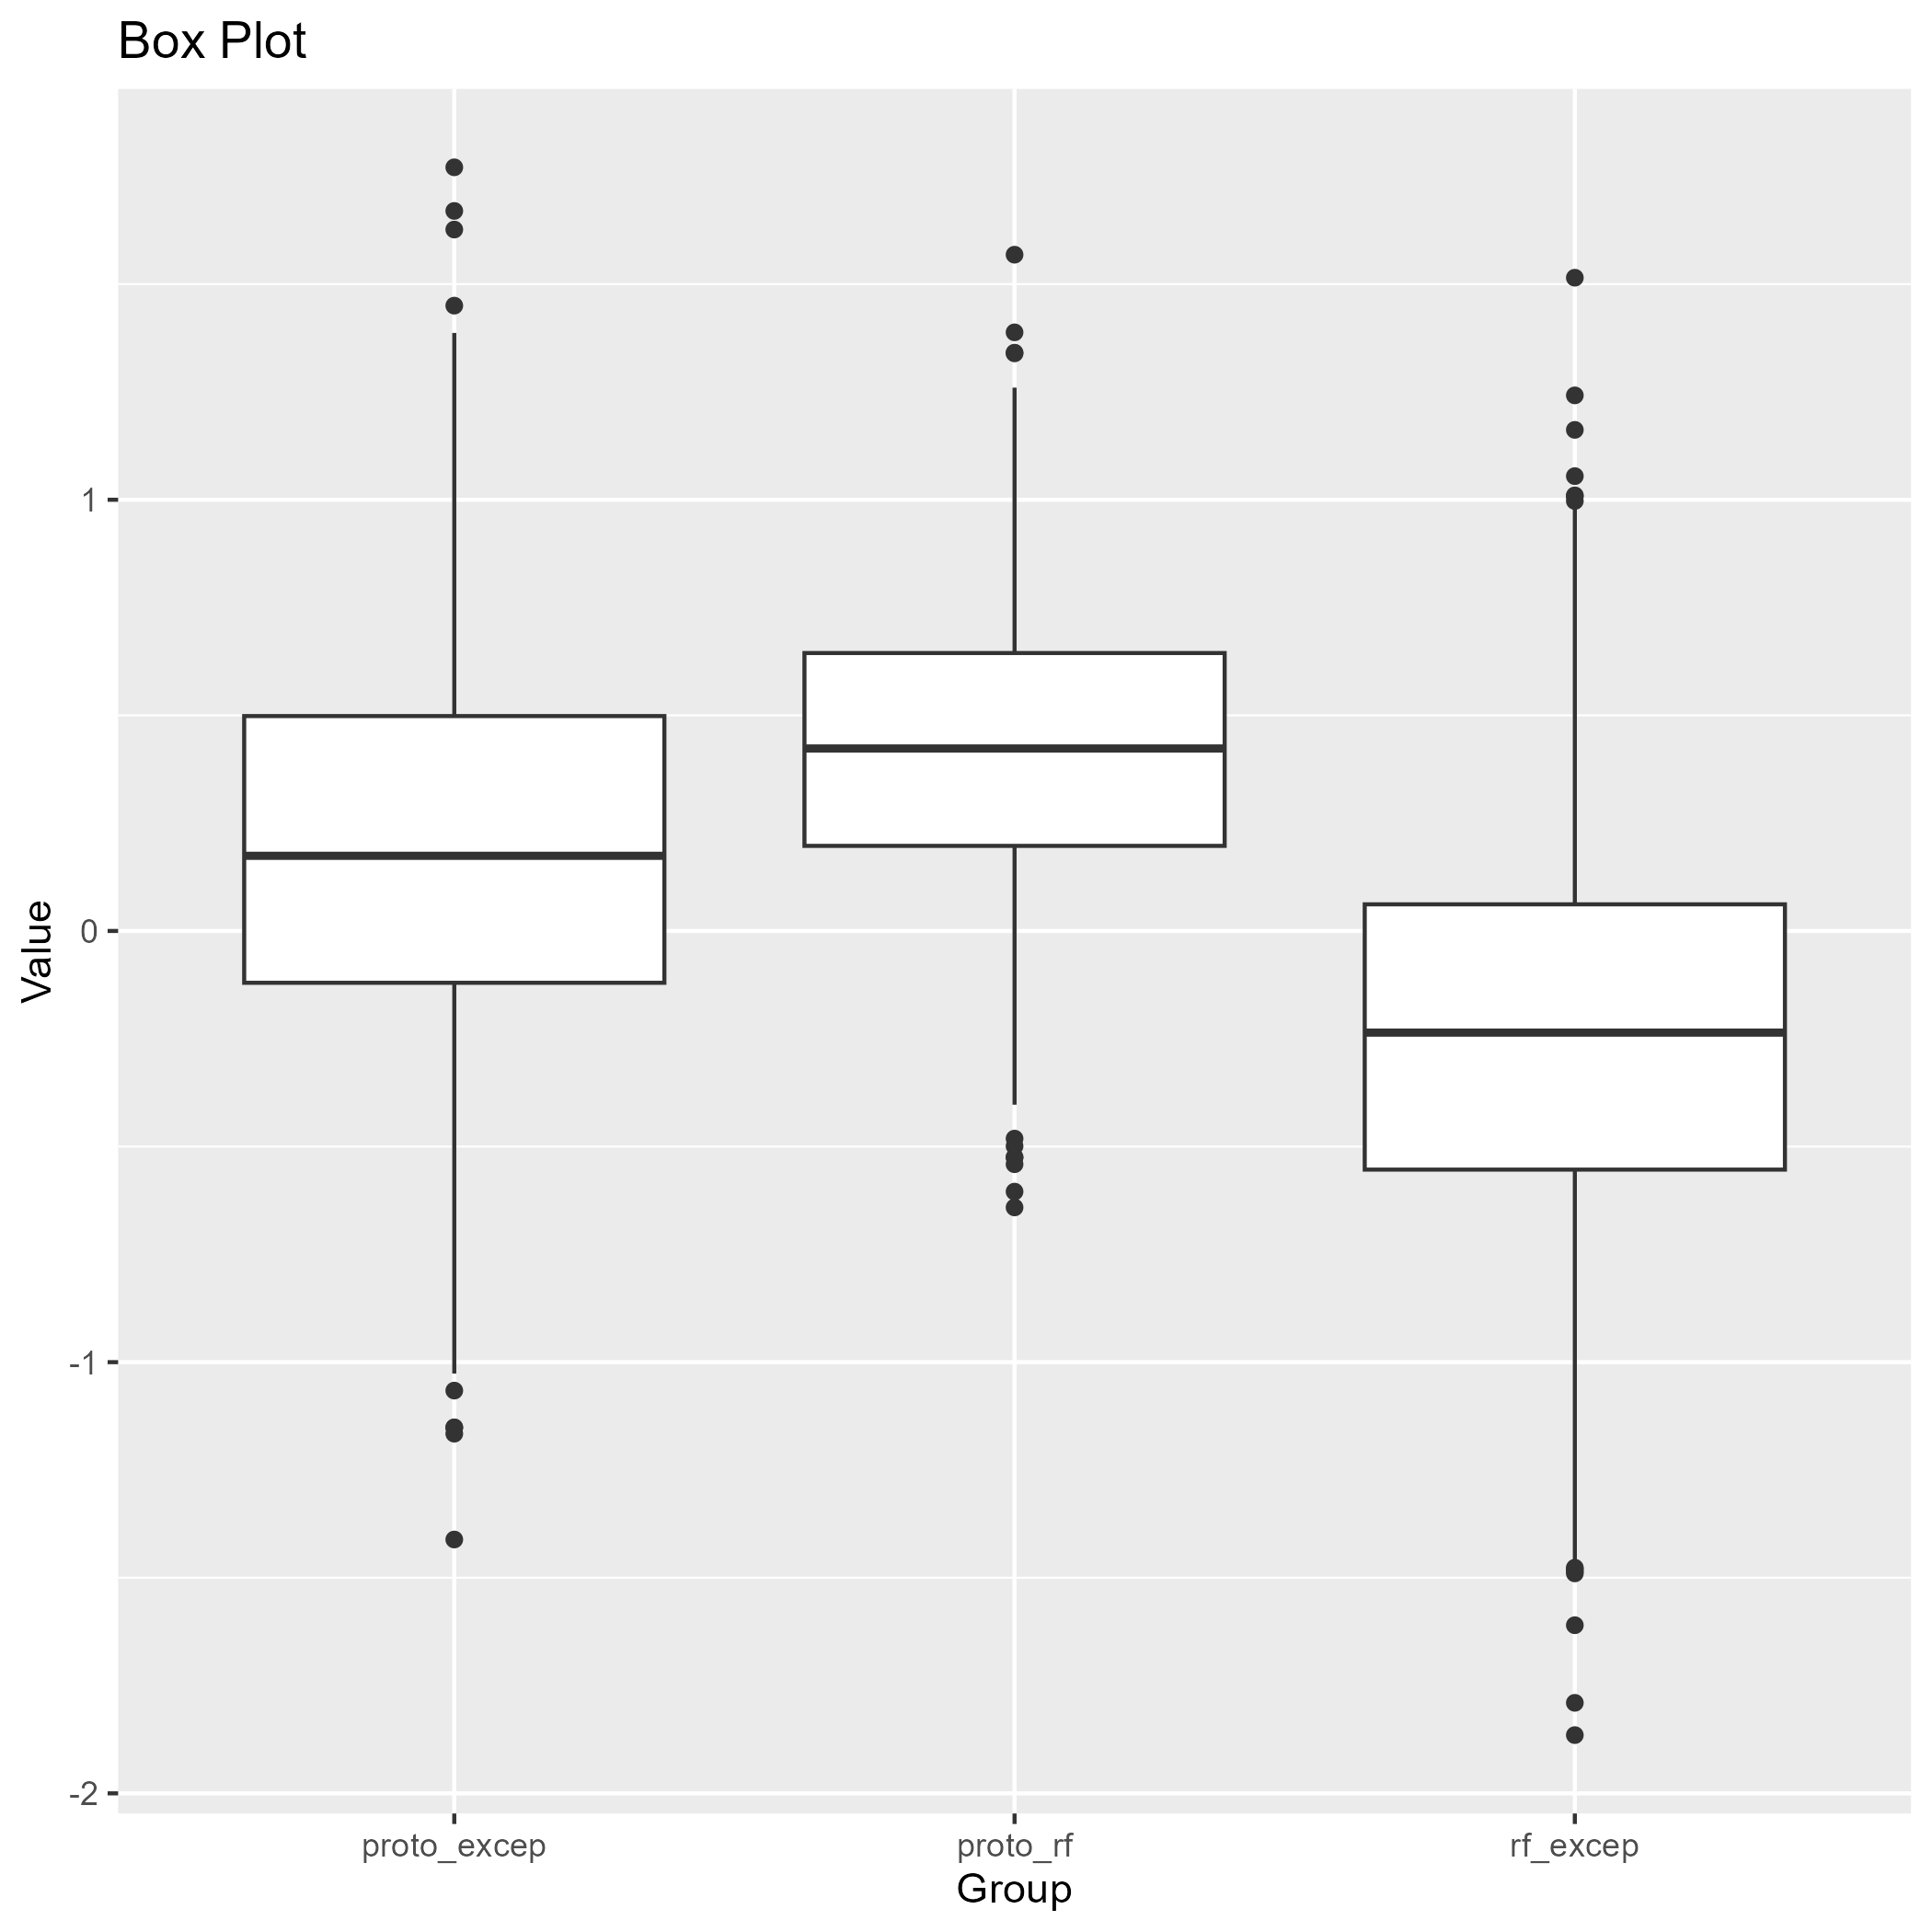 Box Plot
Value
1
0
-1
-2
proto_excep
proto_rf
rf_excep
Group